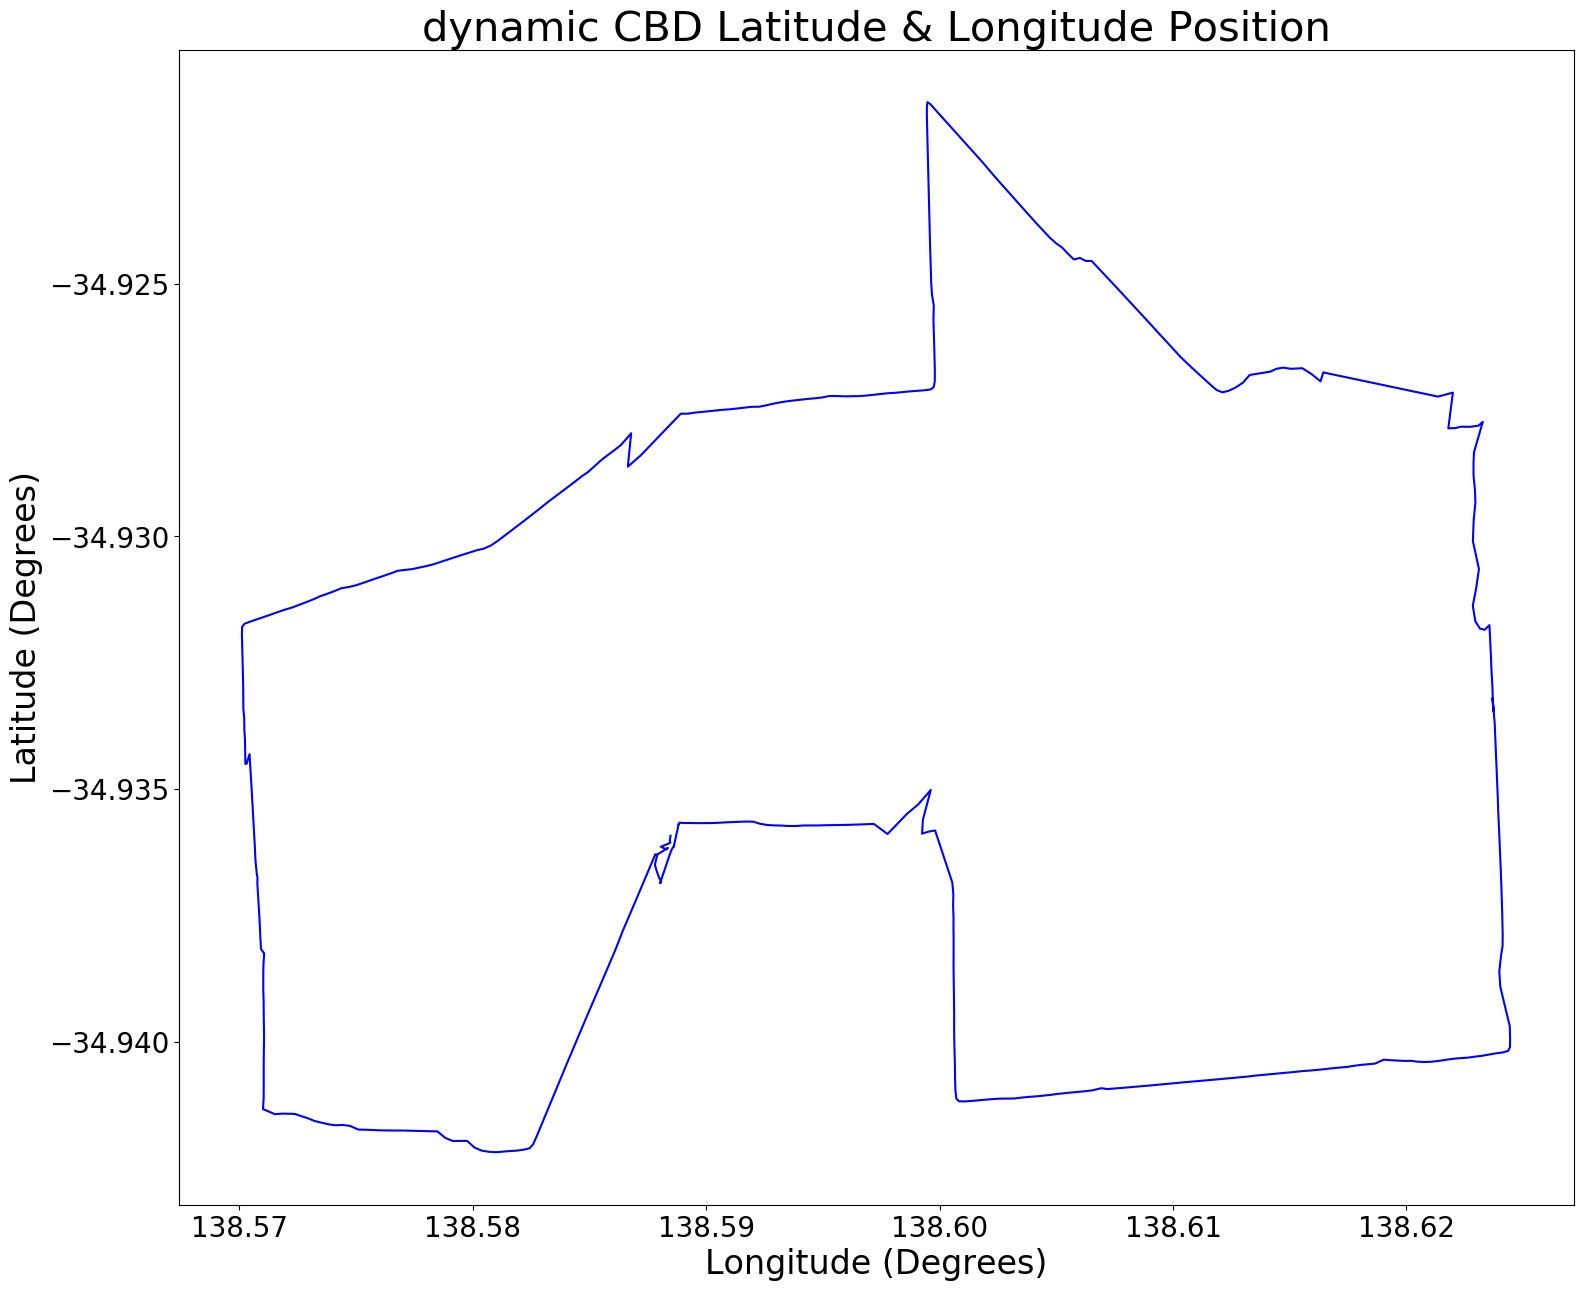 dynamic CBD Latitude & Longitude Position
−34.925
−34.930
−34.935
−34.940
Latitude (Degrees)
138.57 138.58 138.59 138.60 138.61 138.62
Longitude (Degrees)